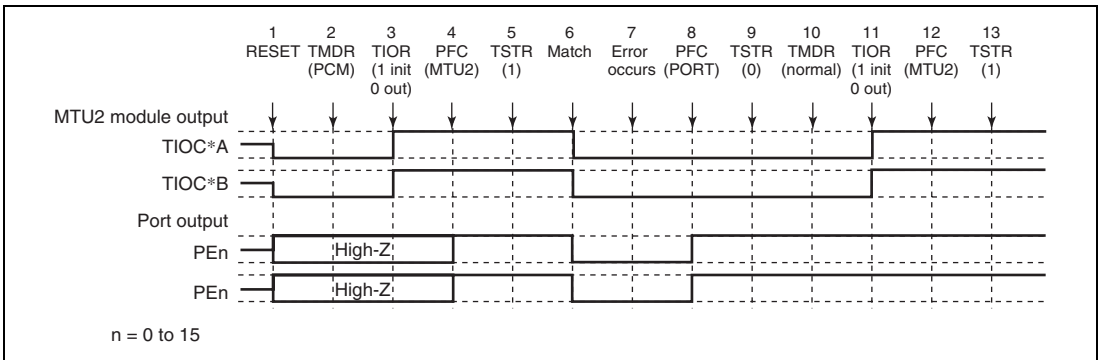 1 2 3 4 5 6 7 8 9 10 11 12 13
RESET TMDR TIOR PFC TSTR Match Error PFC TSTR TMDR TIOR PFC TSTR
(PCM) (1 init (MTU2) (1) occurs (PORT) (0) (normal) (1 init (MTU2) (1)
0 out) 0 out)
MTU2 module output
TIOC*A
TIOC*B
Port output
PEn High-Z
PEn High-Z
n = 0 to 15